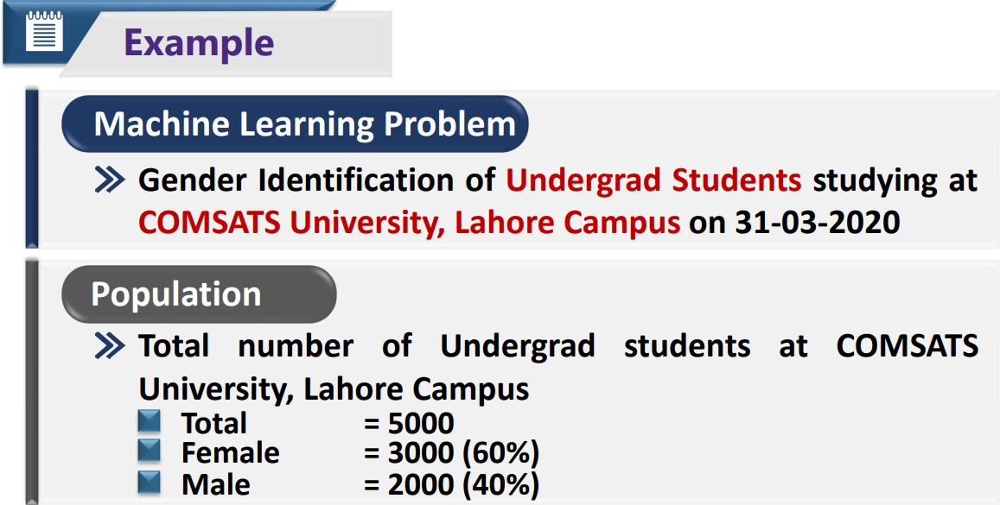 Example
Machine Learning Problem
Gender Identification of Undergrad Students studying at
COMSATS University, Lahore Campus on 31-03-2020
Population
Total number of Undergrad students at COMSATS
University, Lahore Campus
Total = 5000
Female = 3000 (60%)
Male = 2000 (40%)